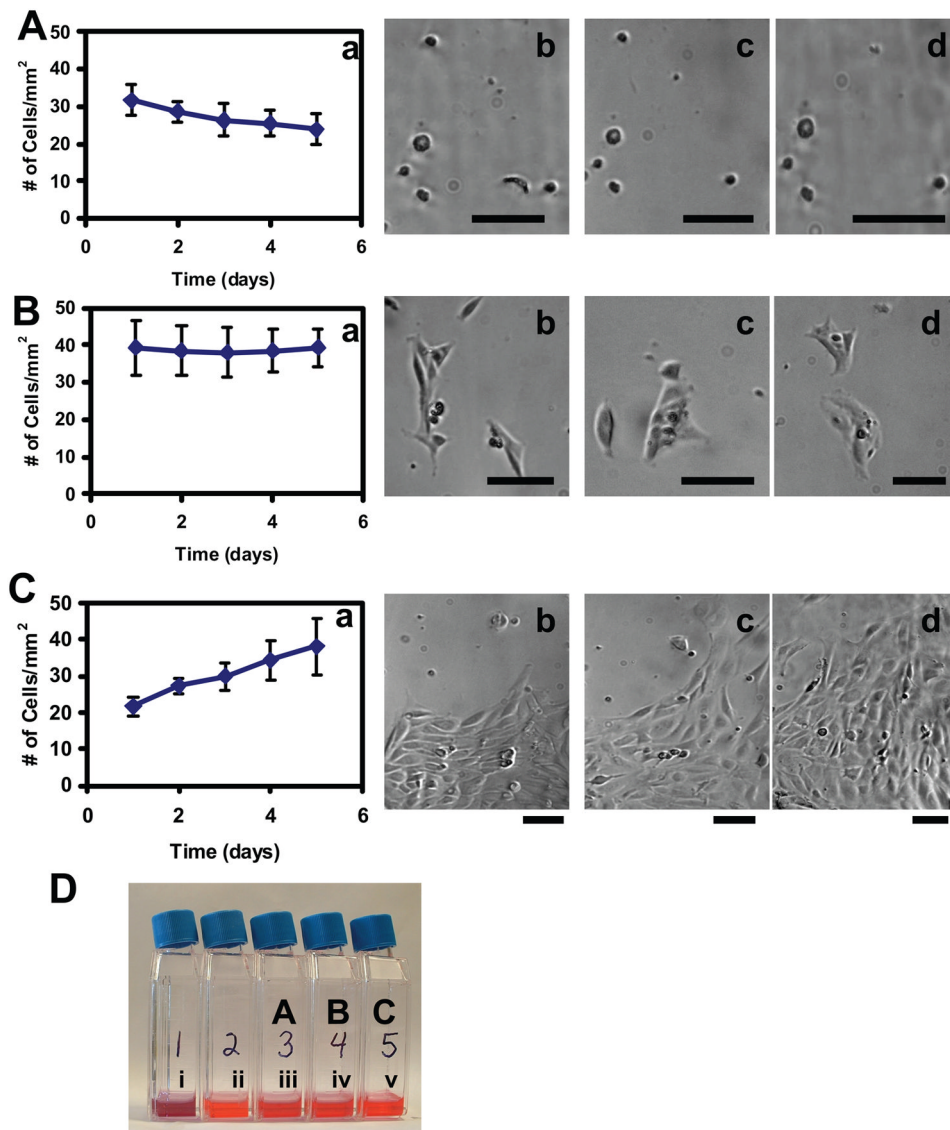 A
a
b
c
d
50
40
30
20
10
0
# of Cells/mm²
0 2 4 6
Time (days)
B
a
b
c
d
50
40
30
20
10
0
# of Cells/mm²
0 2 4 6
Time (days)
C
a
b
c
d
50
40
30
20
10
0
# of Cells/mm²
0 2 4 6
Time (days)
D
A B C
1 2 3 4 5
i ii iii iv v